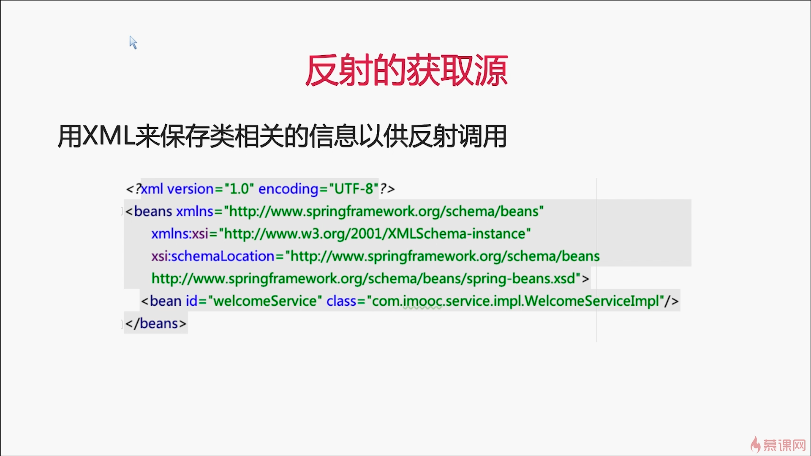 反射的获取源
用XML来保存类相关的信息以供反射调用
<?xml version="1.0" encoding="UTF-8"?>
<beans xmlns="http://www.springframework.org/schema/beans"
xmlns:xsi="http://www.w3.org/2001/XMLSchema-instance"
xsi:schemaLocation="http://www.springframework.org/schema/beans
http://www.springframework.org/schema/beans/spring-beans.xsd">
<bean id="welcomeService" class="com.imooc.service.impl.WelcomeServiceImpl"/>
</beans>
慕课网